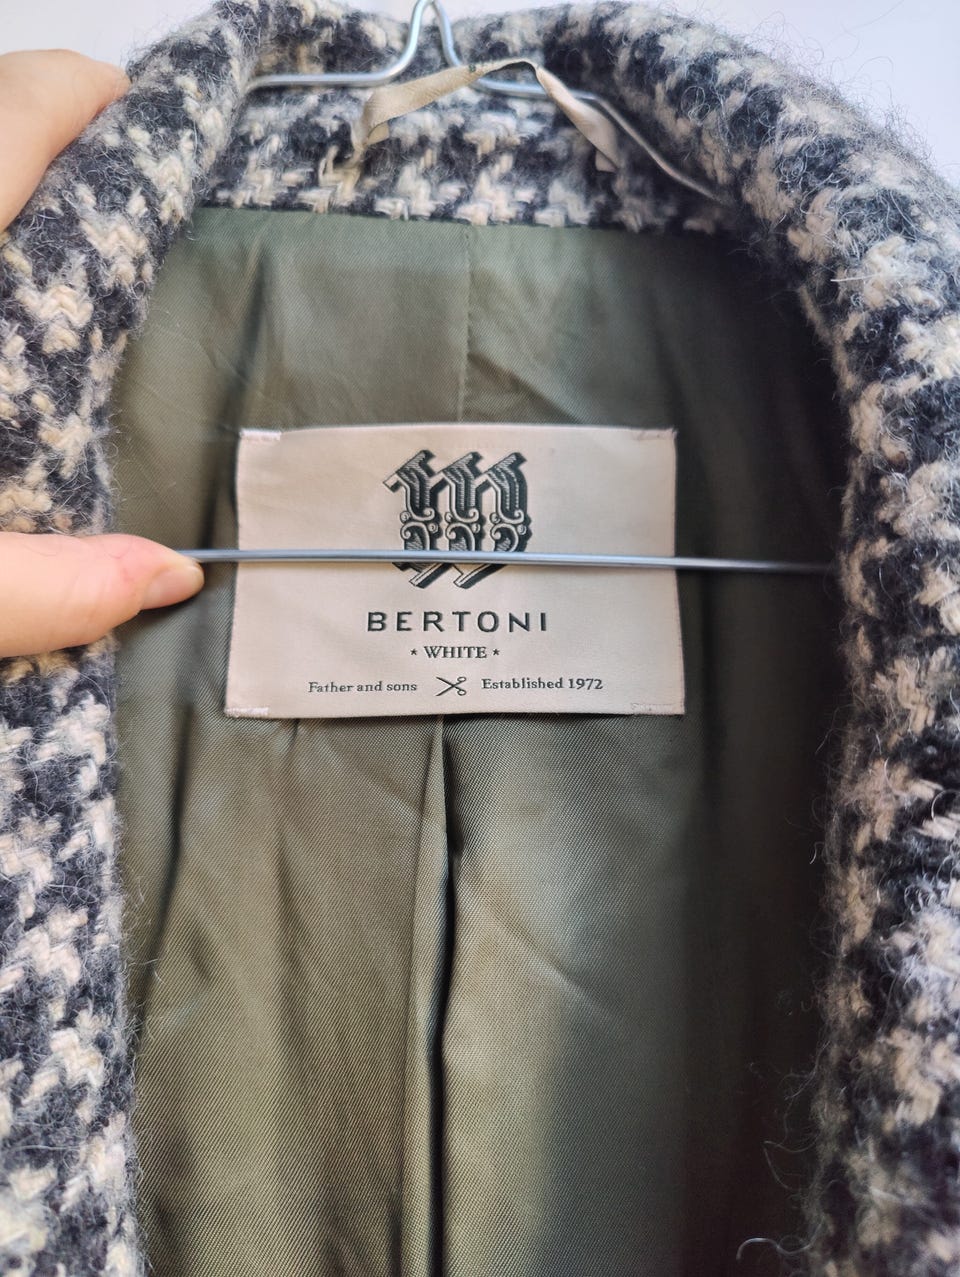 W
BERTONI
* WHITE *
Father and sons Established 1972